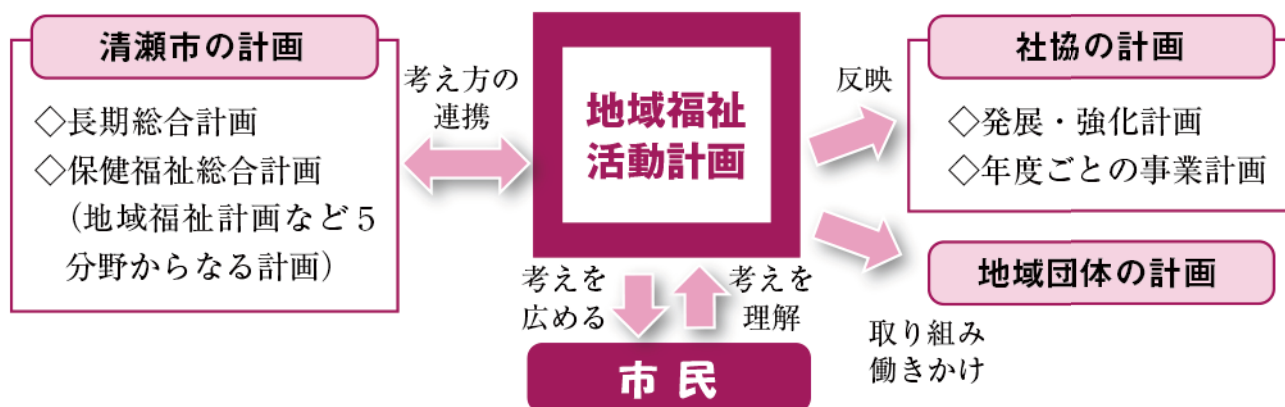 清瀬市の計画
◇長期総合計画
◇保健福祉総合計画
（地域福祉計画など５
分野からなる計画）
考え方の
連携
地域福祉
活動計画
反映
社協の計画
◇発展・強化計画
◇年度ごとの事業計画
地域団体の計画
取り組み
働きかけ
考えを
広める
考えを
理解
市民